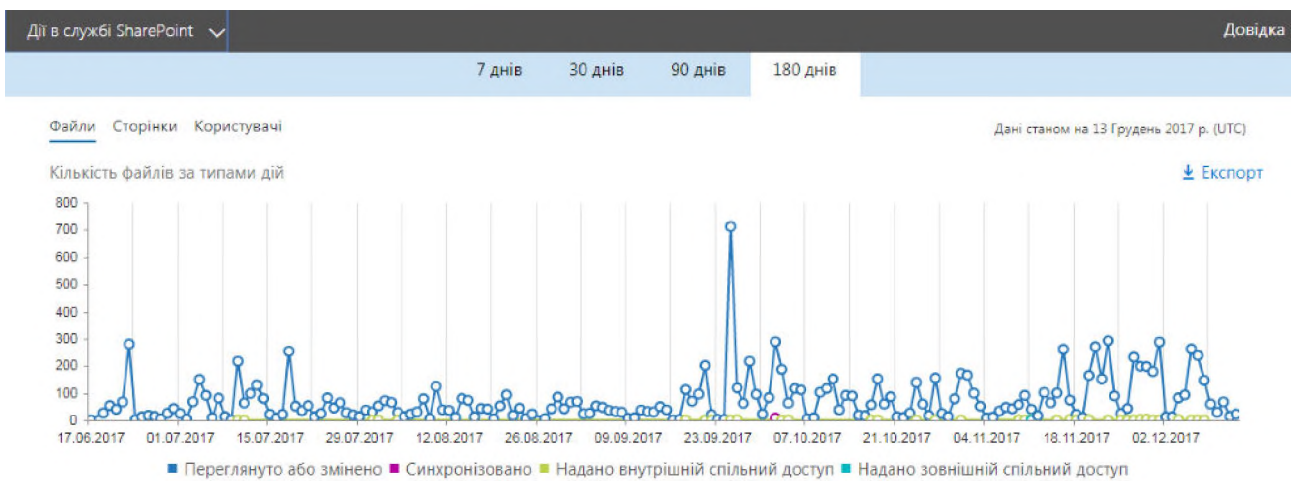 Дії в службі SharePoint Довідка
7 днів 30 днів 90 днів 180 днів
Файли Сторінки Користувачі Дані станом на 13 Грудень 2017 р. (UTC)
Кількість файлів за типами дій Експорт
800
700
600
500
400
300
200
100
0
17.06.2017 01.07.2017 15.07.2017 29.07.2017 12.08.2017 26.08.2017 09.09.2017 23.09.2017 07.10.2017 21.10.2017 04.11.2017 18.11.2017 02.12.2017
Переглянуто або змінено Синхронізовано Надано внутрішній спільний доступ Надано зовнішній спільний доступ